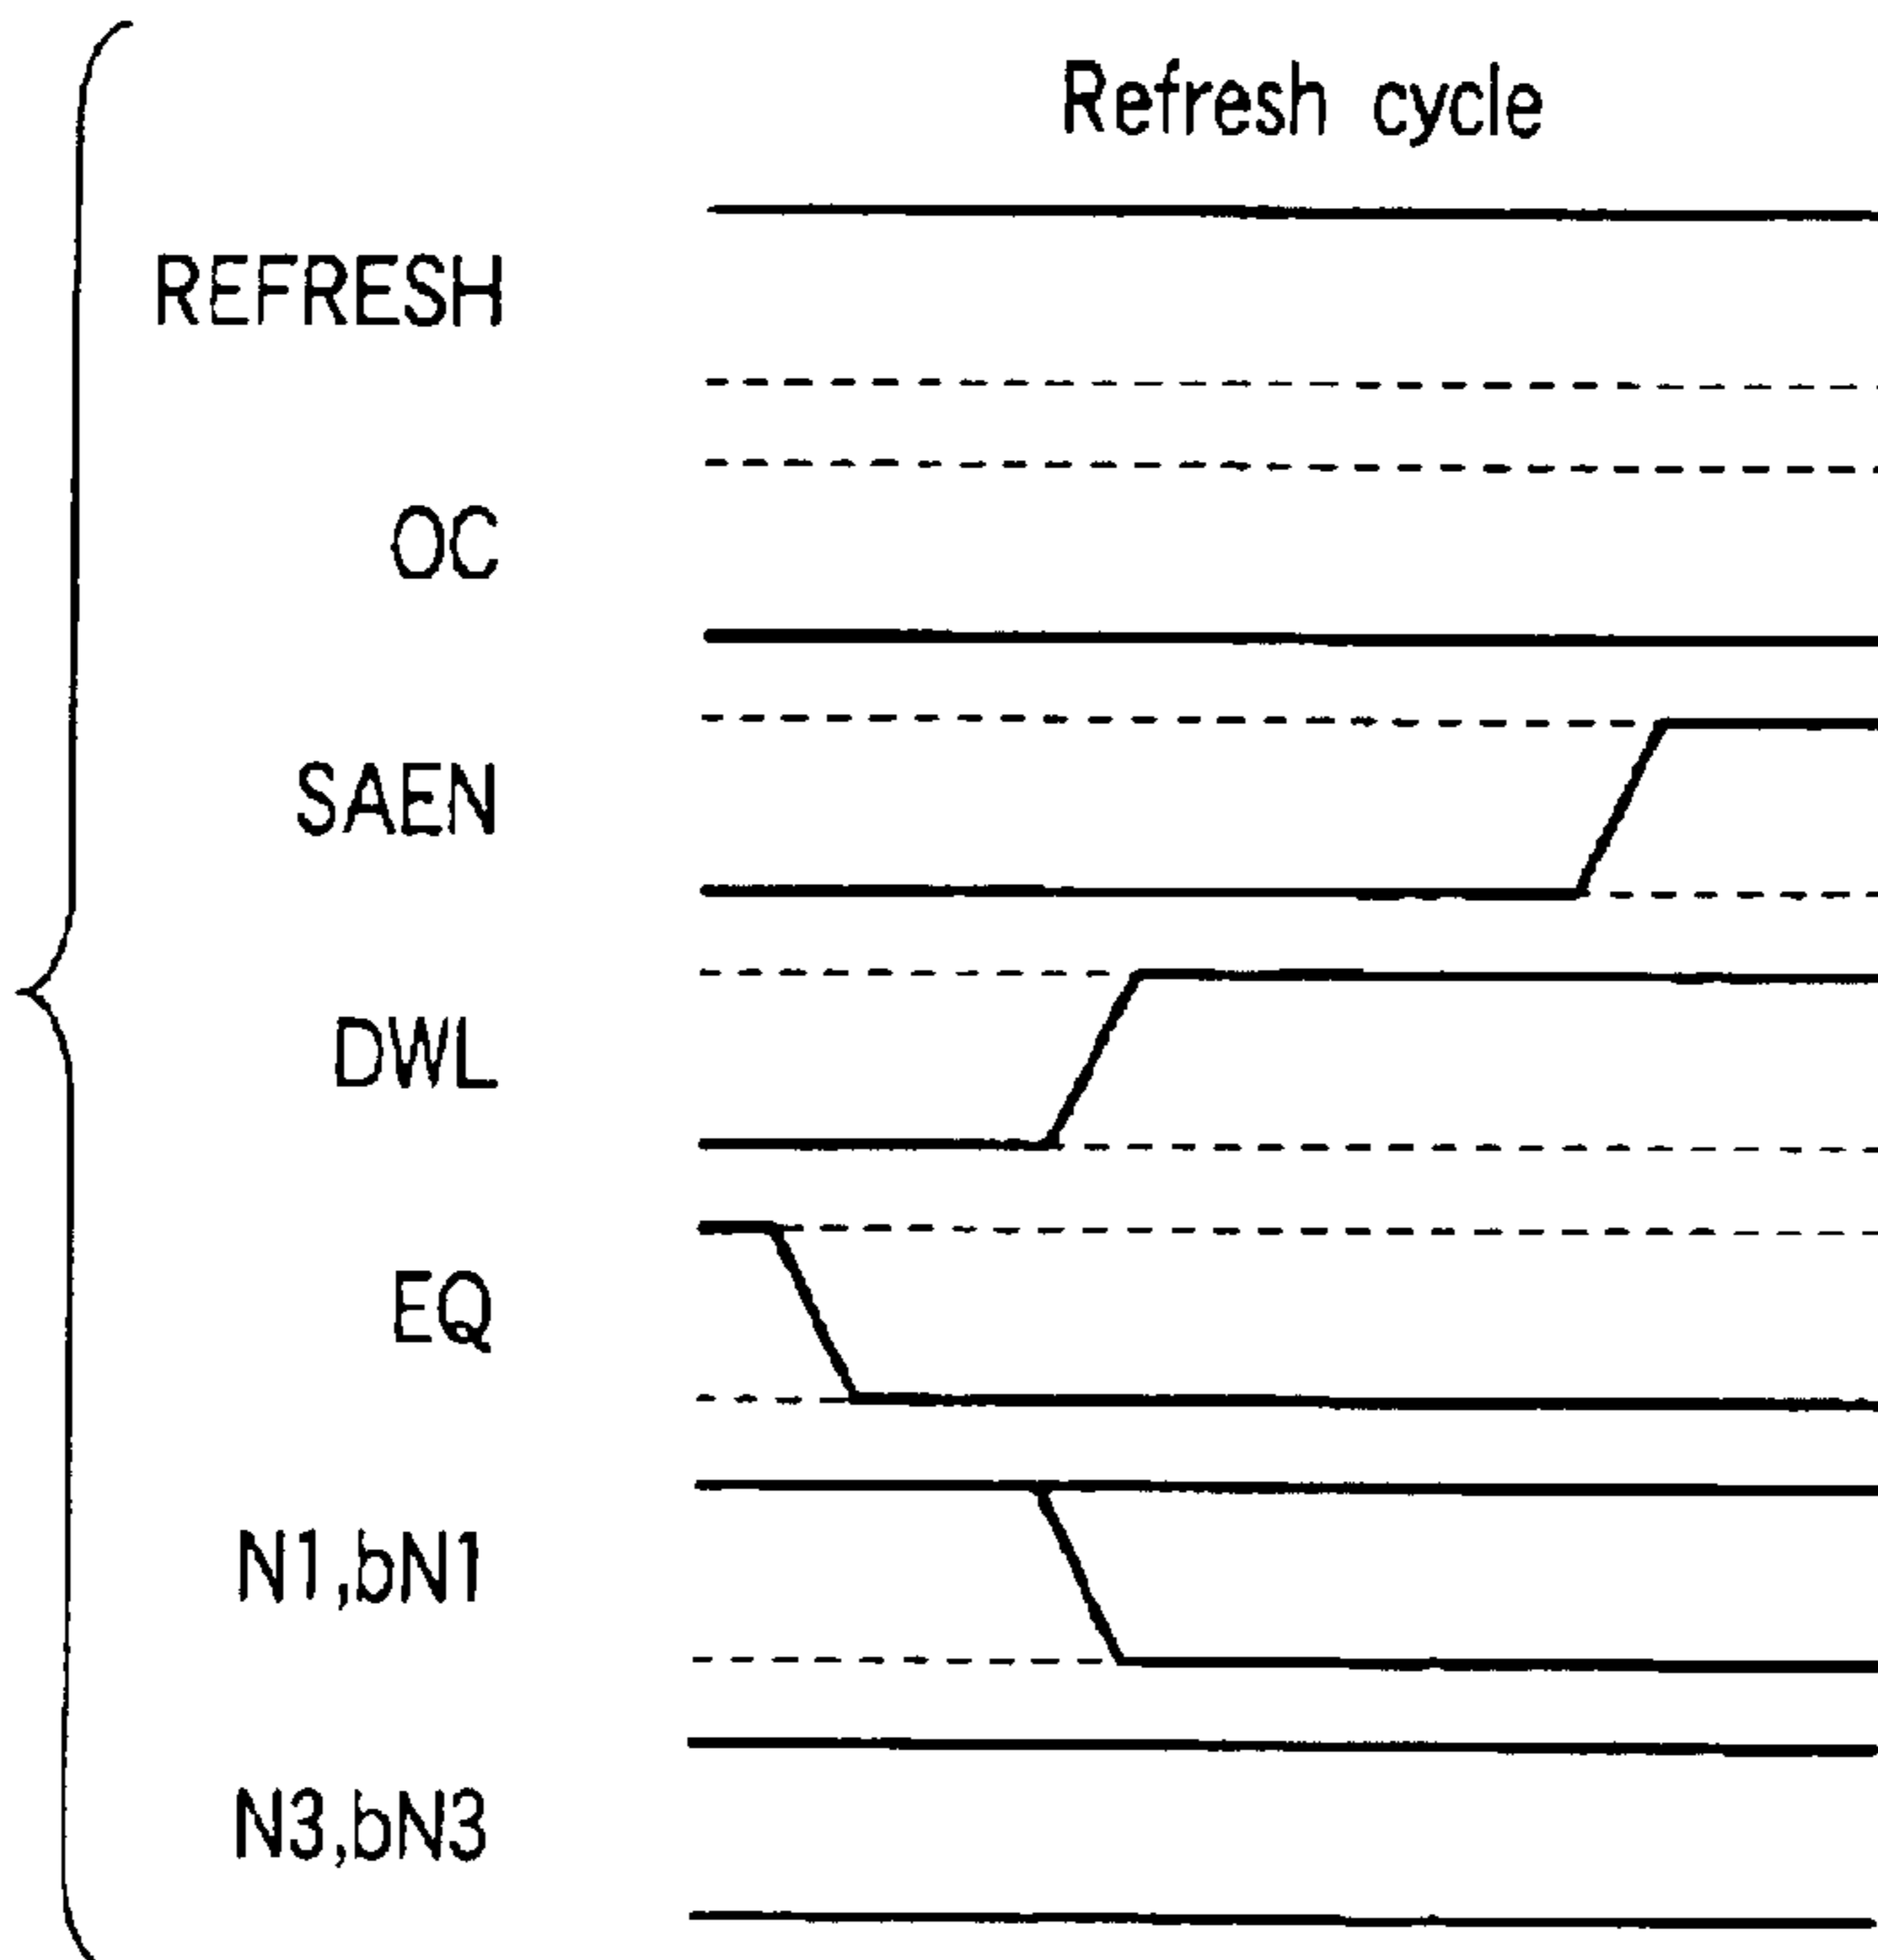 Refresh cycle
REFRESH
OC
SAEN
DWL
EQ
N1,bN1
N3,bN3